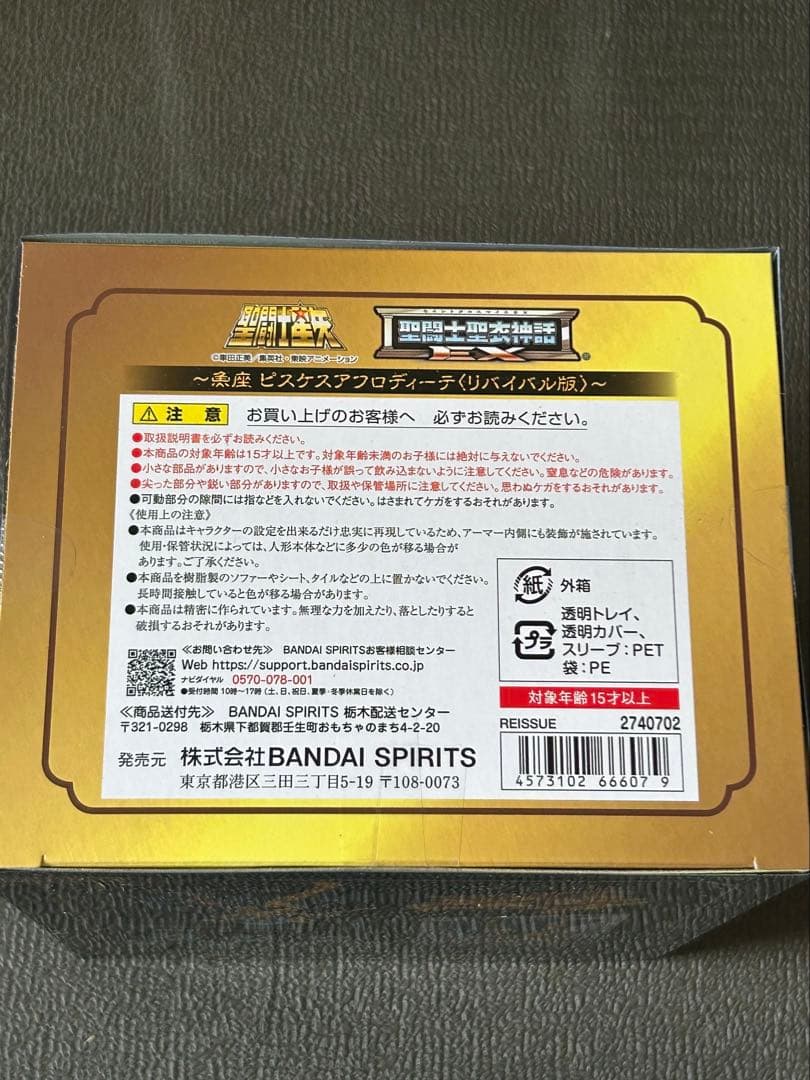 聖闘士星矢
セイントクロスマイスEX
聖闘士聖衣神話
EX
©車田正美／集英社・東映アニメーション
～魚座 ピスケスアフロディーテ〈リバイバル版〉～
注 意 お買い上げのお客様へ 必ずお読みください。
●取扱説明書を必ずお読みください。
●本商品の対象年齢は15才以上です。対象年齢未満のお子様には絶対に与えないでください。
●小さな部品がありますので、小さなお子様が誤って飲み込まないように注意してください。窒息などの危険があります。
●尖った部分や鋭い部分がありますので、取扱や保管場所に注意してください。思わぬケガをするおそれがあります。
●可動部分の隙間には指などを入れないでください。はさまれてケガをするおそれがあります。
《使用上の注意》
●本商品はキャラクターの設定を出来るだけ忠実に再現しているため、アーマー内側にも装飾が施されています。
使用・保管状況によっては、人形本体などに多少の色が移る場合が
あります。ご了承ください。
●本商品を樹脂製のソファーやシート、タイルなどの上に置かないでください。
長時間接触していると色が移る場合があります。
●本商品は精密に作られています。無理な力を加えたり、落としたりすると
破損するおそれがあります。
紙 外箱
プラ 透明トレイ、
透明カバー、
スリーブ：PET
袋：PE
≪お問い合わせ先≫ BANDAI SPIRITSお客様相談センター
Web https://support.bandaispirits.co.jp
ナビダイヤル 0570-078-001
●受付時間 10時～17時（土、日、祝日、夏季・冬季休業日を除く）
≪商品送付先≫ BANDAI SPIRITS 栃木配送センター
〒321-0298 栃木県下都賀郡壬生町おもちゃのまち4-2-20
発売元 株式会社BANDAI SPIRITS
東京都港区三田三丁目5-19 〒108-0073
対象年齢15才以上
REISSUE 2740702
4573102 66607 9